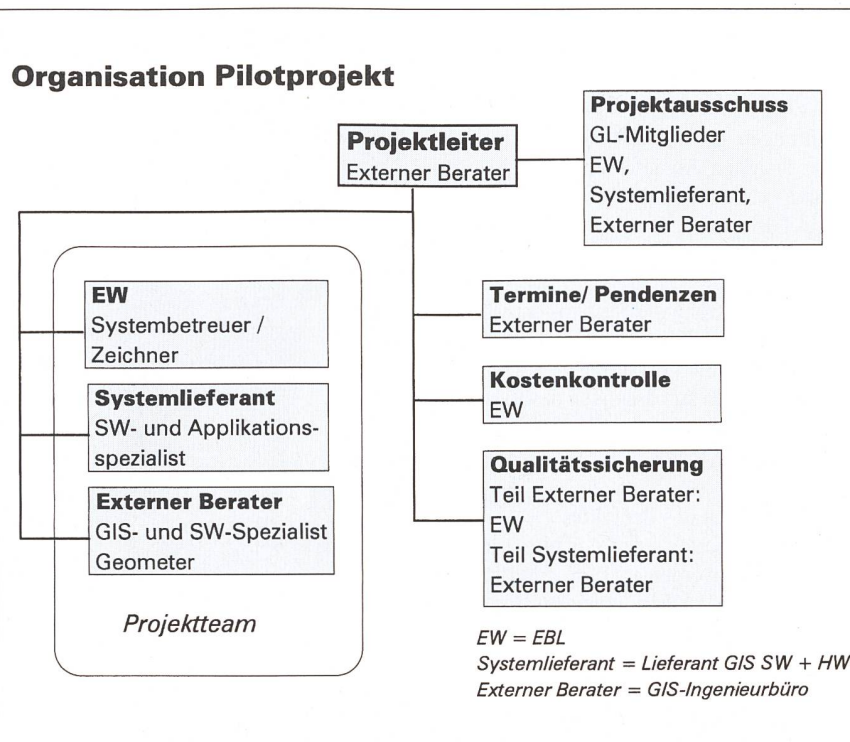 Organisation Pilotprojekt
Projektleiter
Externer Berater
Projektausschuss
GL-Mitglieder
EW,
Systemlieferant,
Externer Berater
EW
Systembetreuer /
Zeichner
Systemlieferant
SW- und Applikations-
spezialist
Externer Berater
GIS- und SW-Spezialist
Geometer
Projektteam
Termine/ Pendenzen
Externer Berater
Kostenkontrolle
EW
Qualitätssicherung
Teil Externer Berater:
EW
Teil Systemlieferant:
Externer Berater
EW = EBL
Systemlieferant = Lieferant GIS SW + HW
Externer Berater = GIS-Ingenieurbüro